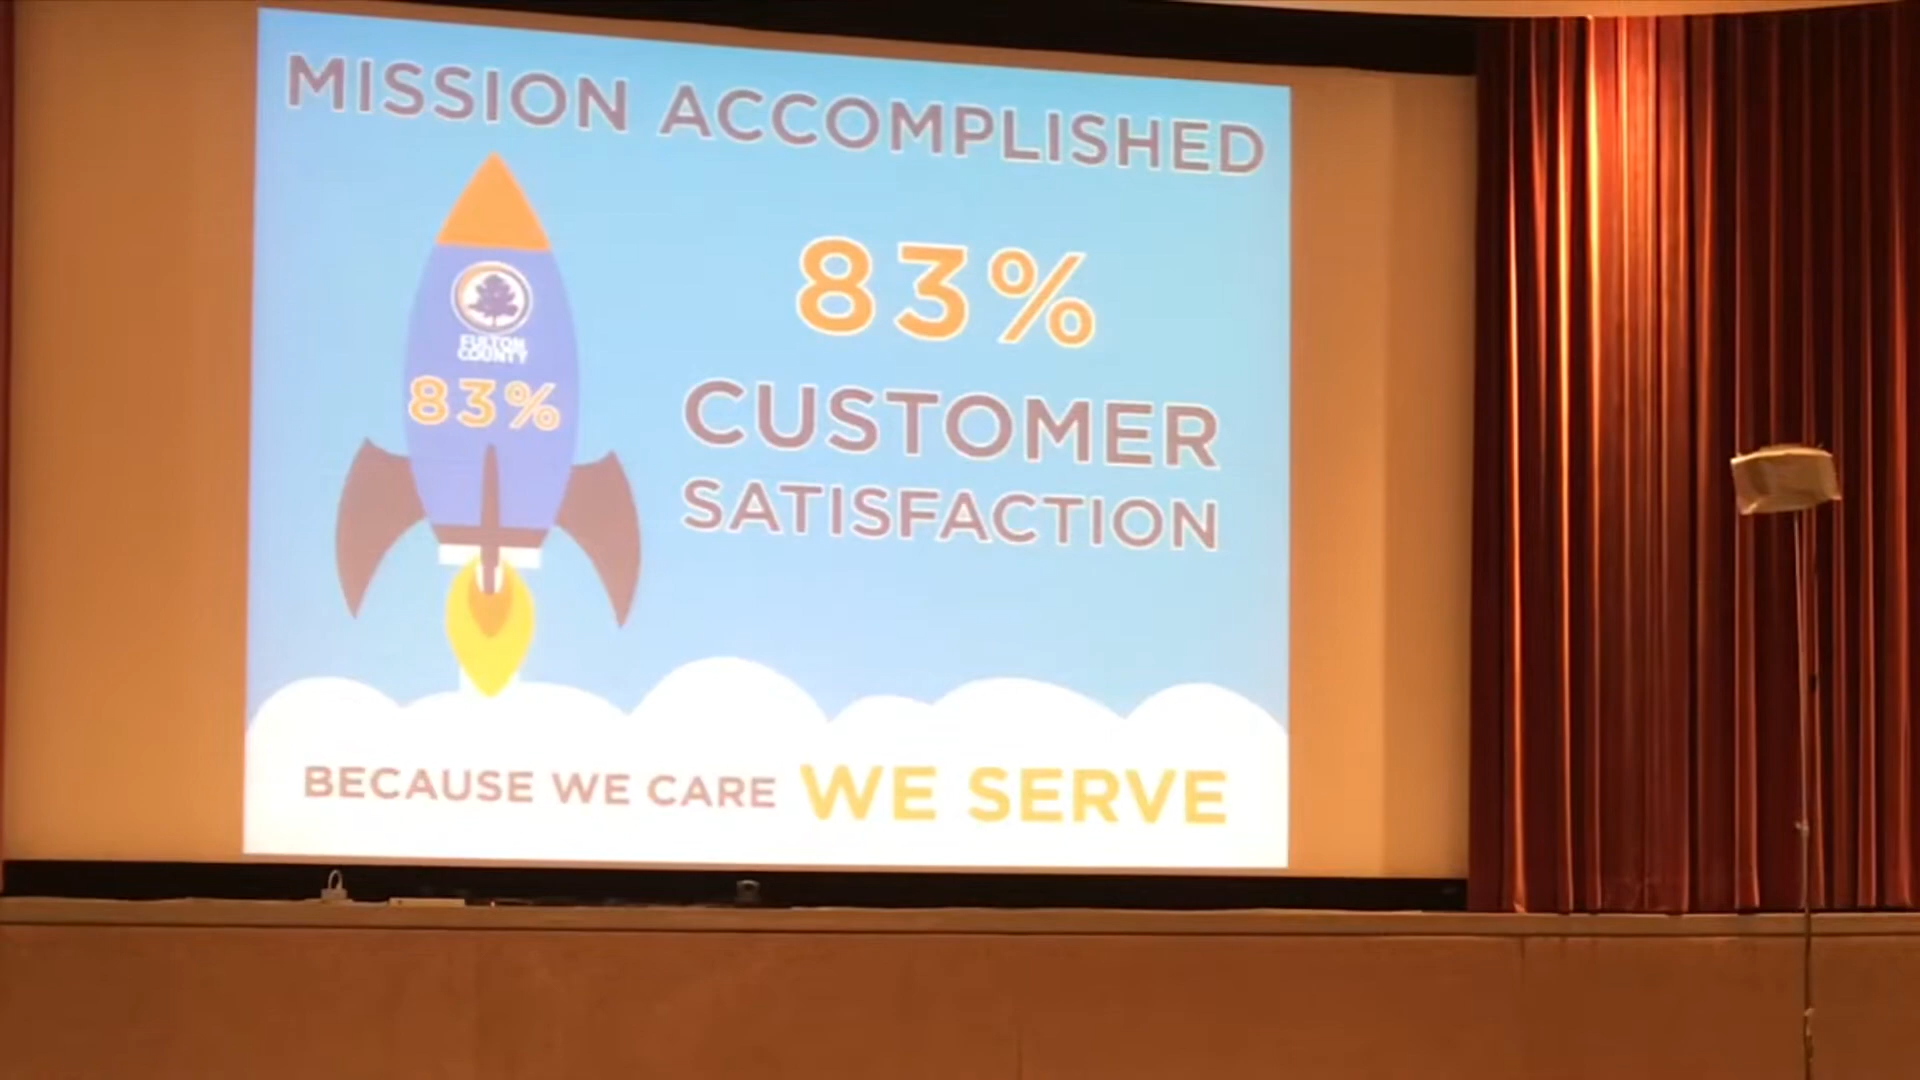 MISSION ACCOMPLISHED
83%
CUSTOMER
SATISFACTION
FULTON
COUNTY
83%
BECAUSE WE CARE WE SERVE